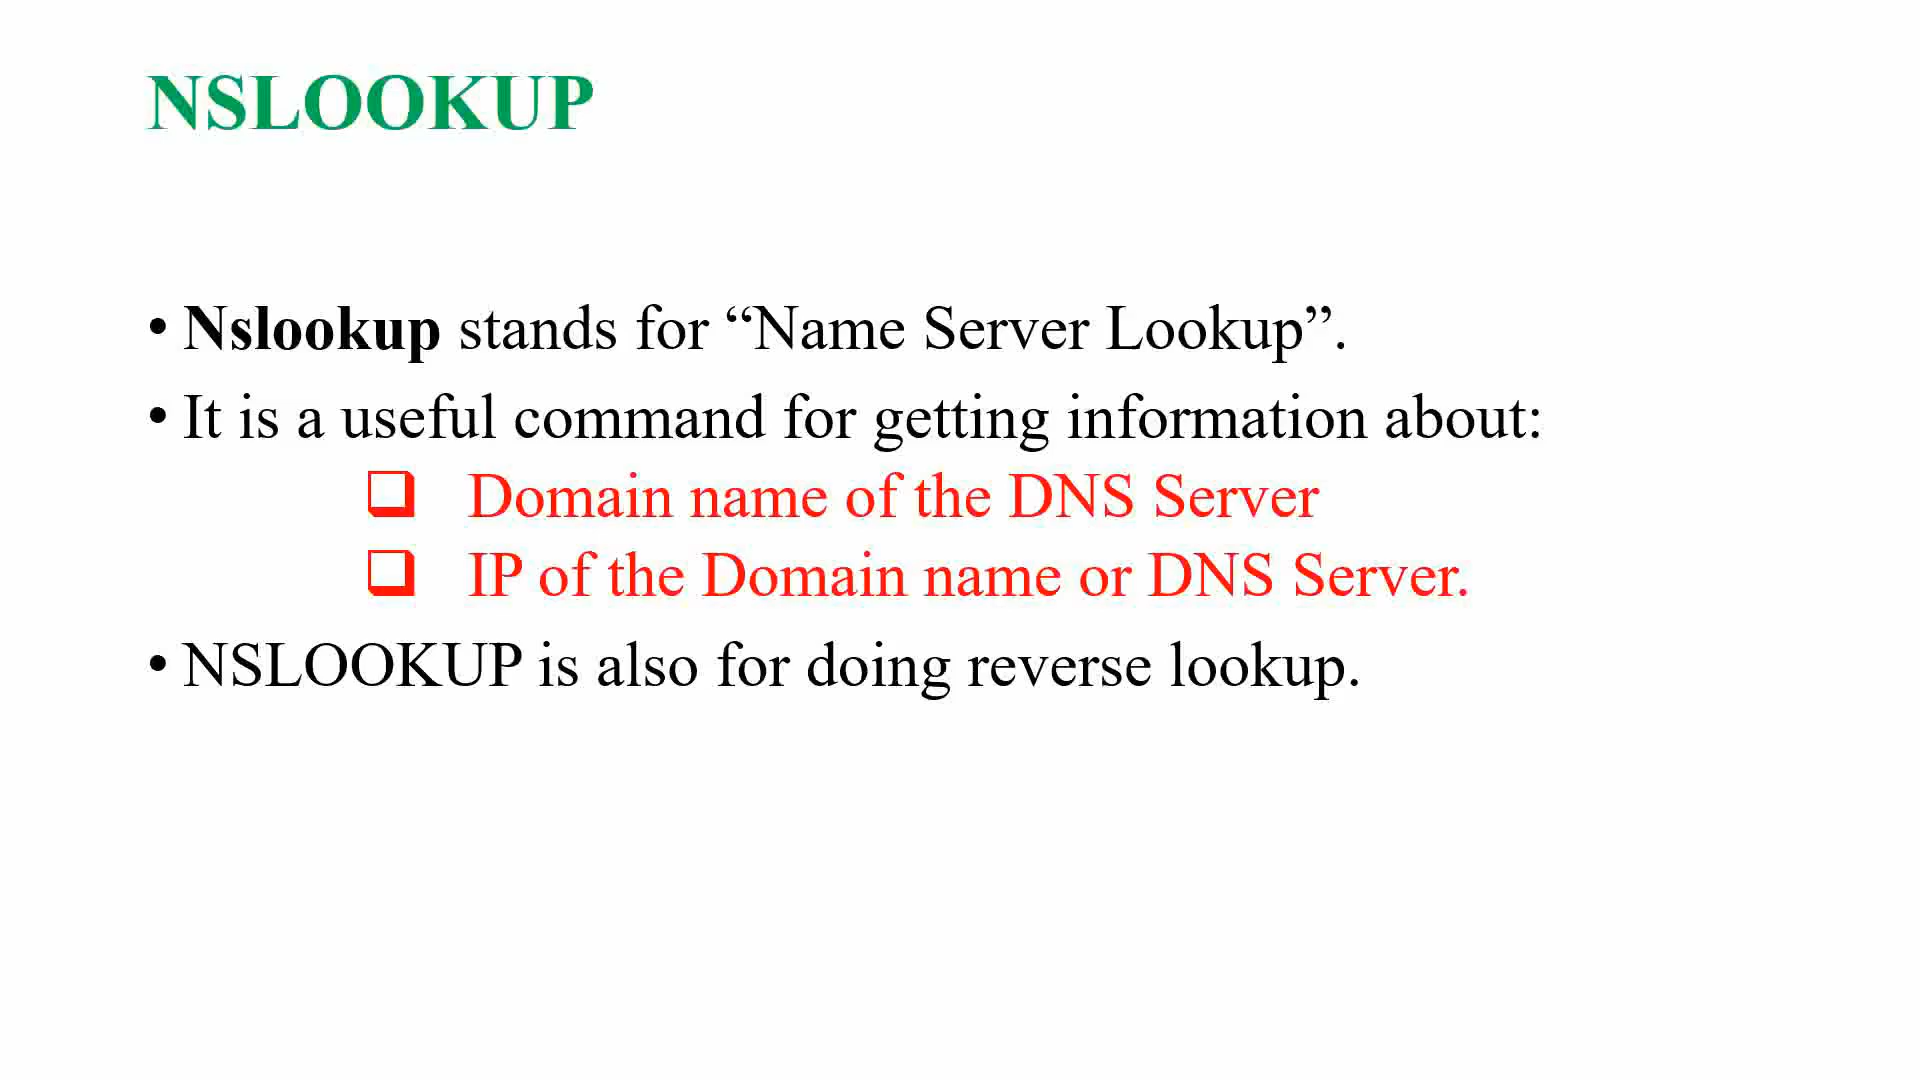 NSLOOKUP
• Nslookup stands for “Name Server Lookup”.
• It is a useful command for getting information about:
❑ Domain name of the DNS Server
❑ IP of the Domain name or DNS Server.
• NSLOOKUP is also for doing reverse lookup.